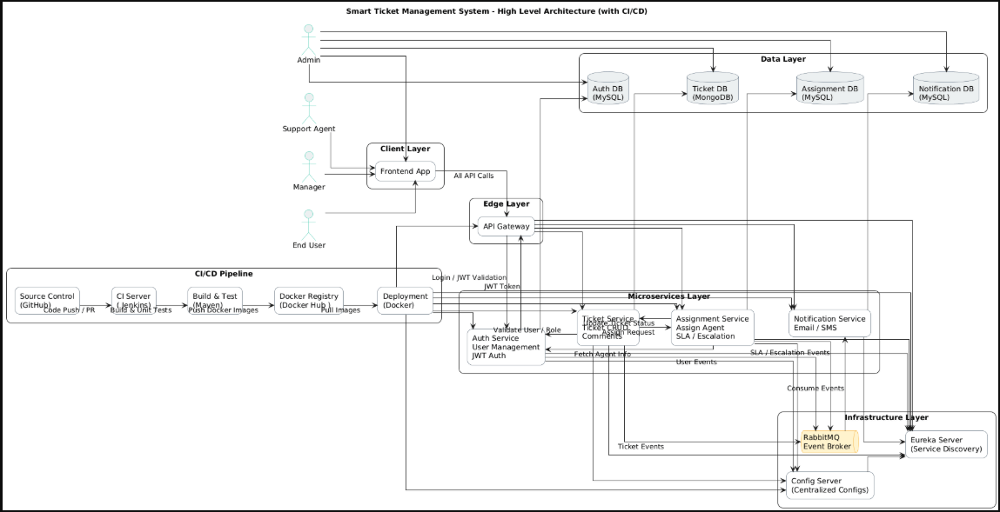 Smart Ticket Management System - High Level Architecture (with CI/CD)
Admin
Data Layer
Auth DB
(MySQL)
Ticket DB
(MongoDB)
Assignment DB
(MySQL)
Notification DB
(MySQL)
Support Agent
Client Layer
Frontend App
All API Calls
Manager
Edge Layer
API Gateway
End User
CI/CD Pipeline
Source Control
(GitHub)
Code Push / PR
CI Server
( Jenkins)
Build & Unit Tests
Build & Test
(Maven)
Push Docker Images
Docker Registry
(Docker Hub )
Pull Images
Deployment
(Docker)
Login / JWT Validation
JWT Token
Microservices Layer
Ticket Service
Ticket CRUD
Comments
Update Ticket Status
Assign Request
Assignment Service
Assign Agent
SLA / Escalation
Notification Service
Email / SMS
Validate User / Role
Auth Service
User Management
JWT Auth
Fetch Agent Info
User Events
SLA / Escalation Events
Consume Events
Infrastructure Layer
RabbitMQ
Event Broker
Eureka Server
(Service Discovery)
Ticket Events
Config Server
(Centralized Configs)